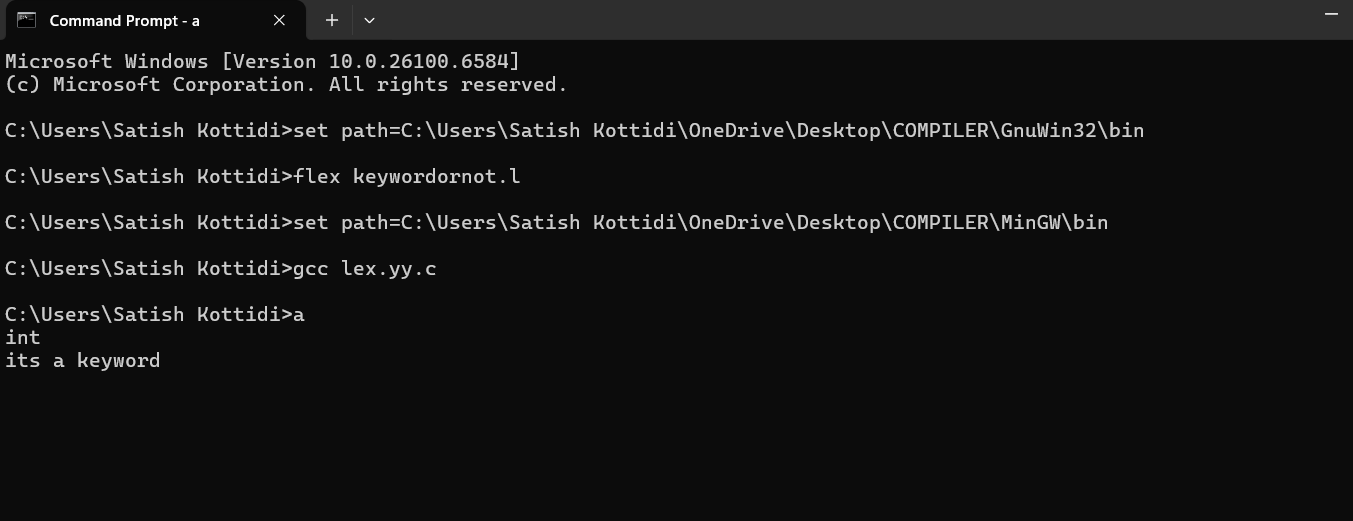 Command Prompt - a
Microsoft Windows [Version 10.0.26100.6584]
(c) Microsoft Corporation. All rights reserved.
C:\Users\Satish Kottidi>set path=C:\Users\Satish Kottidi\OneDrive\Desktop\COMPILER\GnuWin32\bin
C:\Users\Satish Kottidi>flex keywordornot.l
C:\Users\Satish Kottidi>set path=C:\Users\Satish Kottidi\OneDrive\Desktop\COMPILER\MinGW\bin
C:\Users\Satish Kottidi>gcc lex.yy.c
C:\Users\Satish Kottidi>a
int
its a keyword